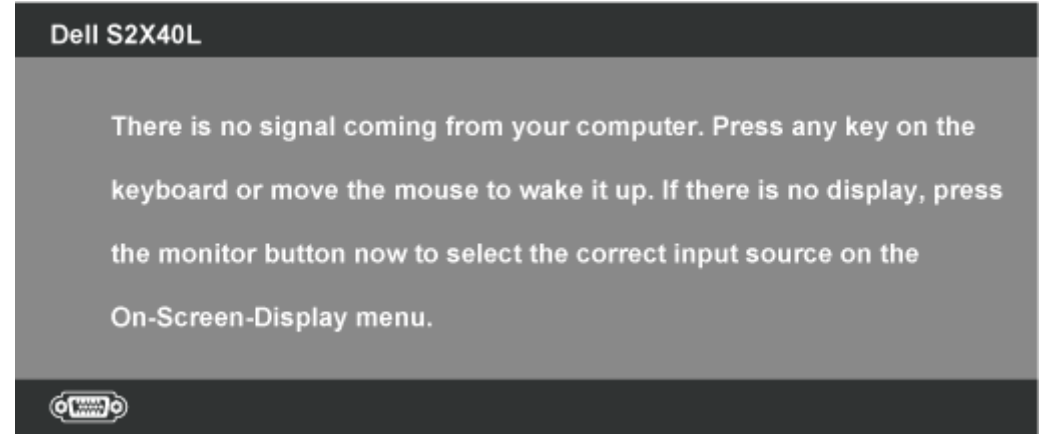 Dell S2X40L
There is no signal coming from your computer. Press any key on the
keyboard or move the mouse to wake it up. If there is no display, press
the monitor button now to select the correct input source on the
On-Screen-Display menu.